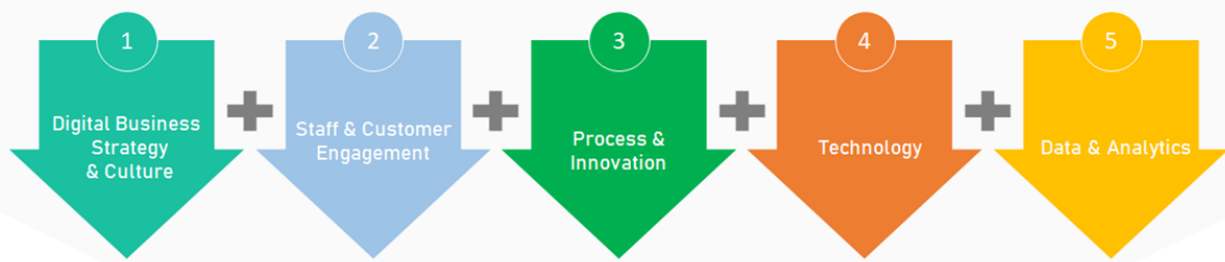 1
Digital Business
Strategy
& Culture
2
Staff & Customer
Engagement
3
Process &
Innovation
4
Technology
5
Data & Analytics